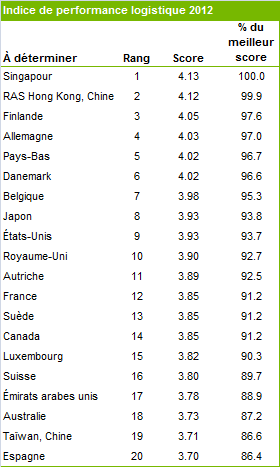 Indice de performance logistique 2012
À déterminer Rang Score % du meilleur score
Singapour 1 4.13 100.0
RAS Hong Kong, Chine 2 4.12 99.9
Finlande 3 4.05 97.6
Allemagne 4 4.03 97.0
Pays-Bas 5 4.02 96.7
Danemark 6 4.02 96.6
Belgique 7 3.98 95.3
Japon 8 3.93 93.8
États-Unis 9 3.93 93.7
Royaume-Uni 10 3.90 92.7
Autriche 11 3.89 92.5
France 12 3.85 91.2
Suède 13 3.85 91.2
Canada 14 3.85 91.2
Luxembourg 15 3.82 90.3
Suisse 16 3.80 89.7
Émirats arabes unis 17 3.78 88.9
Australie 18 3.73 87.2
Taïwan, Chine 19 3.71 86.6
Espagne 20 3.70 86.4